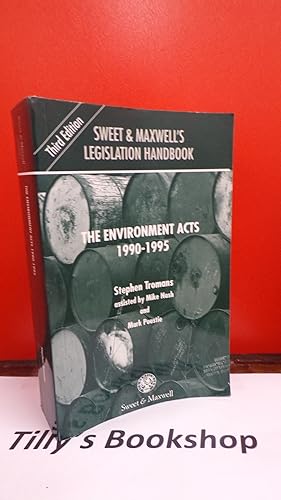 Third Edition
SWEET & MAXWELL'S
LEGISLATION HANDBOOK
THE ENVIRONMENT ACTS
1990-1995
Stephen Tromans
assisted by Mike Nash
and
Mark Poustie
Sweet & Maxwell
THE ENVIRONMENT ACTS 1990-1995
Tilly's Bookshop